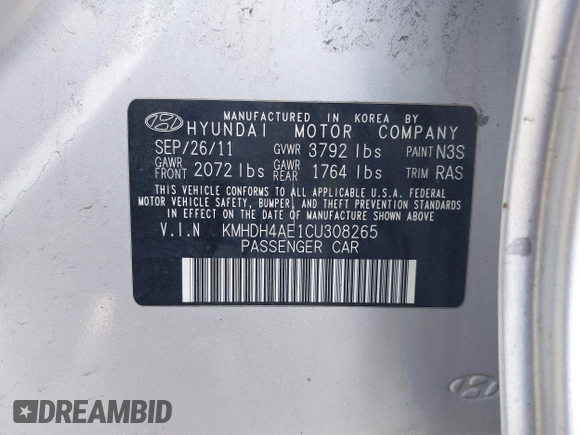 MANUFACTURED IN KOREA BY
HYUNDAI MOTOR COMPANY
SEP/26/11 GVWR 3792 lbs PAINT N3S
GAWR FRONT 2072 lbs GAWR REAR 1764 lbs TRIM RAS
THIS VEHICLE CONFORMS TO ALL APPLICABLE U.S.A. FEDERAL
MOTOR VEHICLE SAFETY, BUMPER, AND THEFT PREVENTION STANDARDS
IN EFFECT ON THE DATE OF MANUFACTURE SHOWN ABOVE.
V.I.N KMHDH4AE1CU308265
PASSENGER CAR
DREAMBID